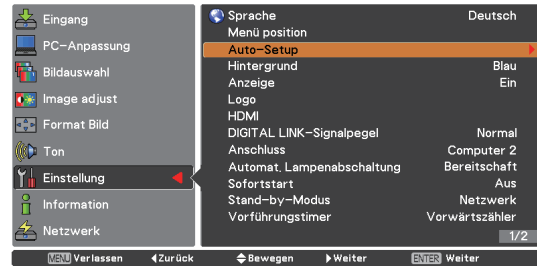 Eingang
PC-Anpassung
Bildauswahl
Image adjust
Format Bild
Ton
Einstellung
Information
Netzwerk
Sprache Deutsch
Menü position
Auto-Setup
Hintergrund Blau
Anzeige Ein
Logo
HDMI
DIGITAL LINK-Signalpegel Normal
Anschluss Computer 2
Automat. Lampenabschaltung Bereitschaft
Sofortstart Aus
Stand-by-Modus Netzwerk
Vorführungstimer Vorwärtszähler
1/2
MENU Verlassen Zurück Bewegen Weiter ENTER Weiter